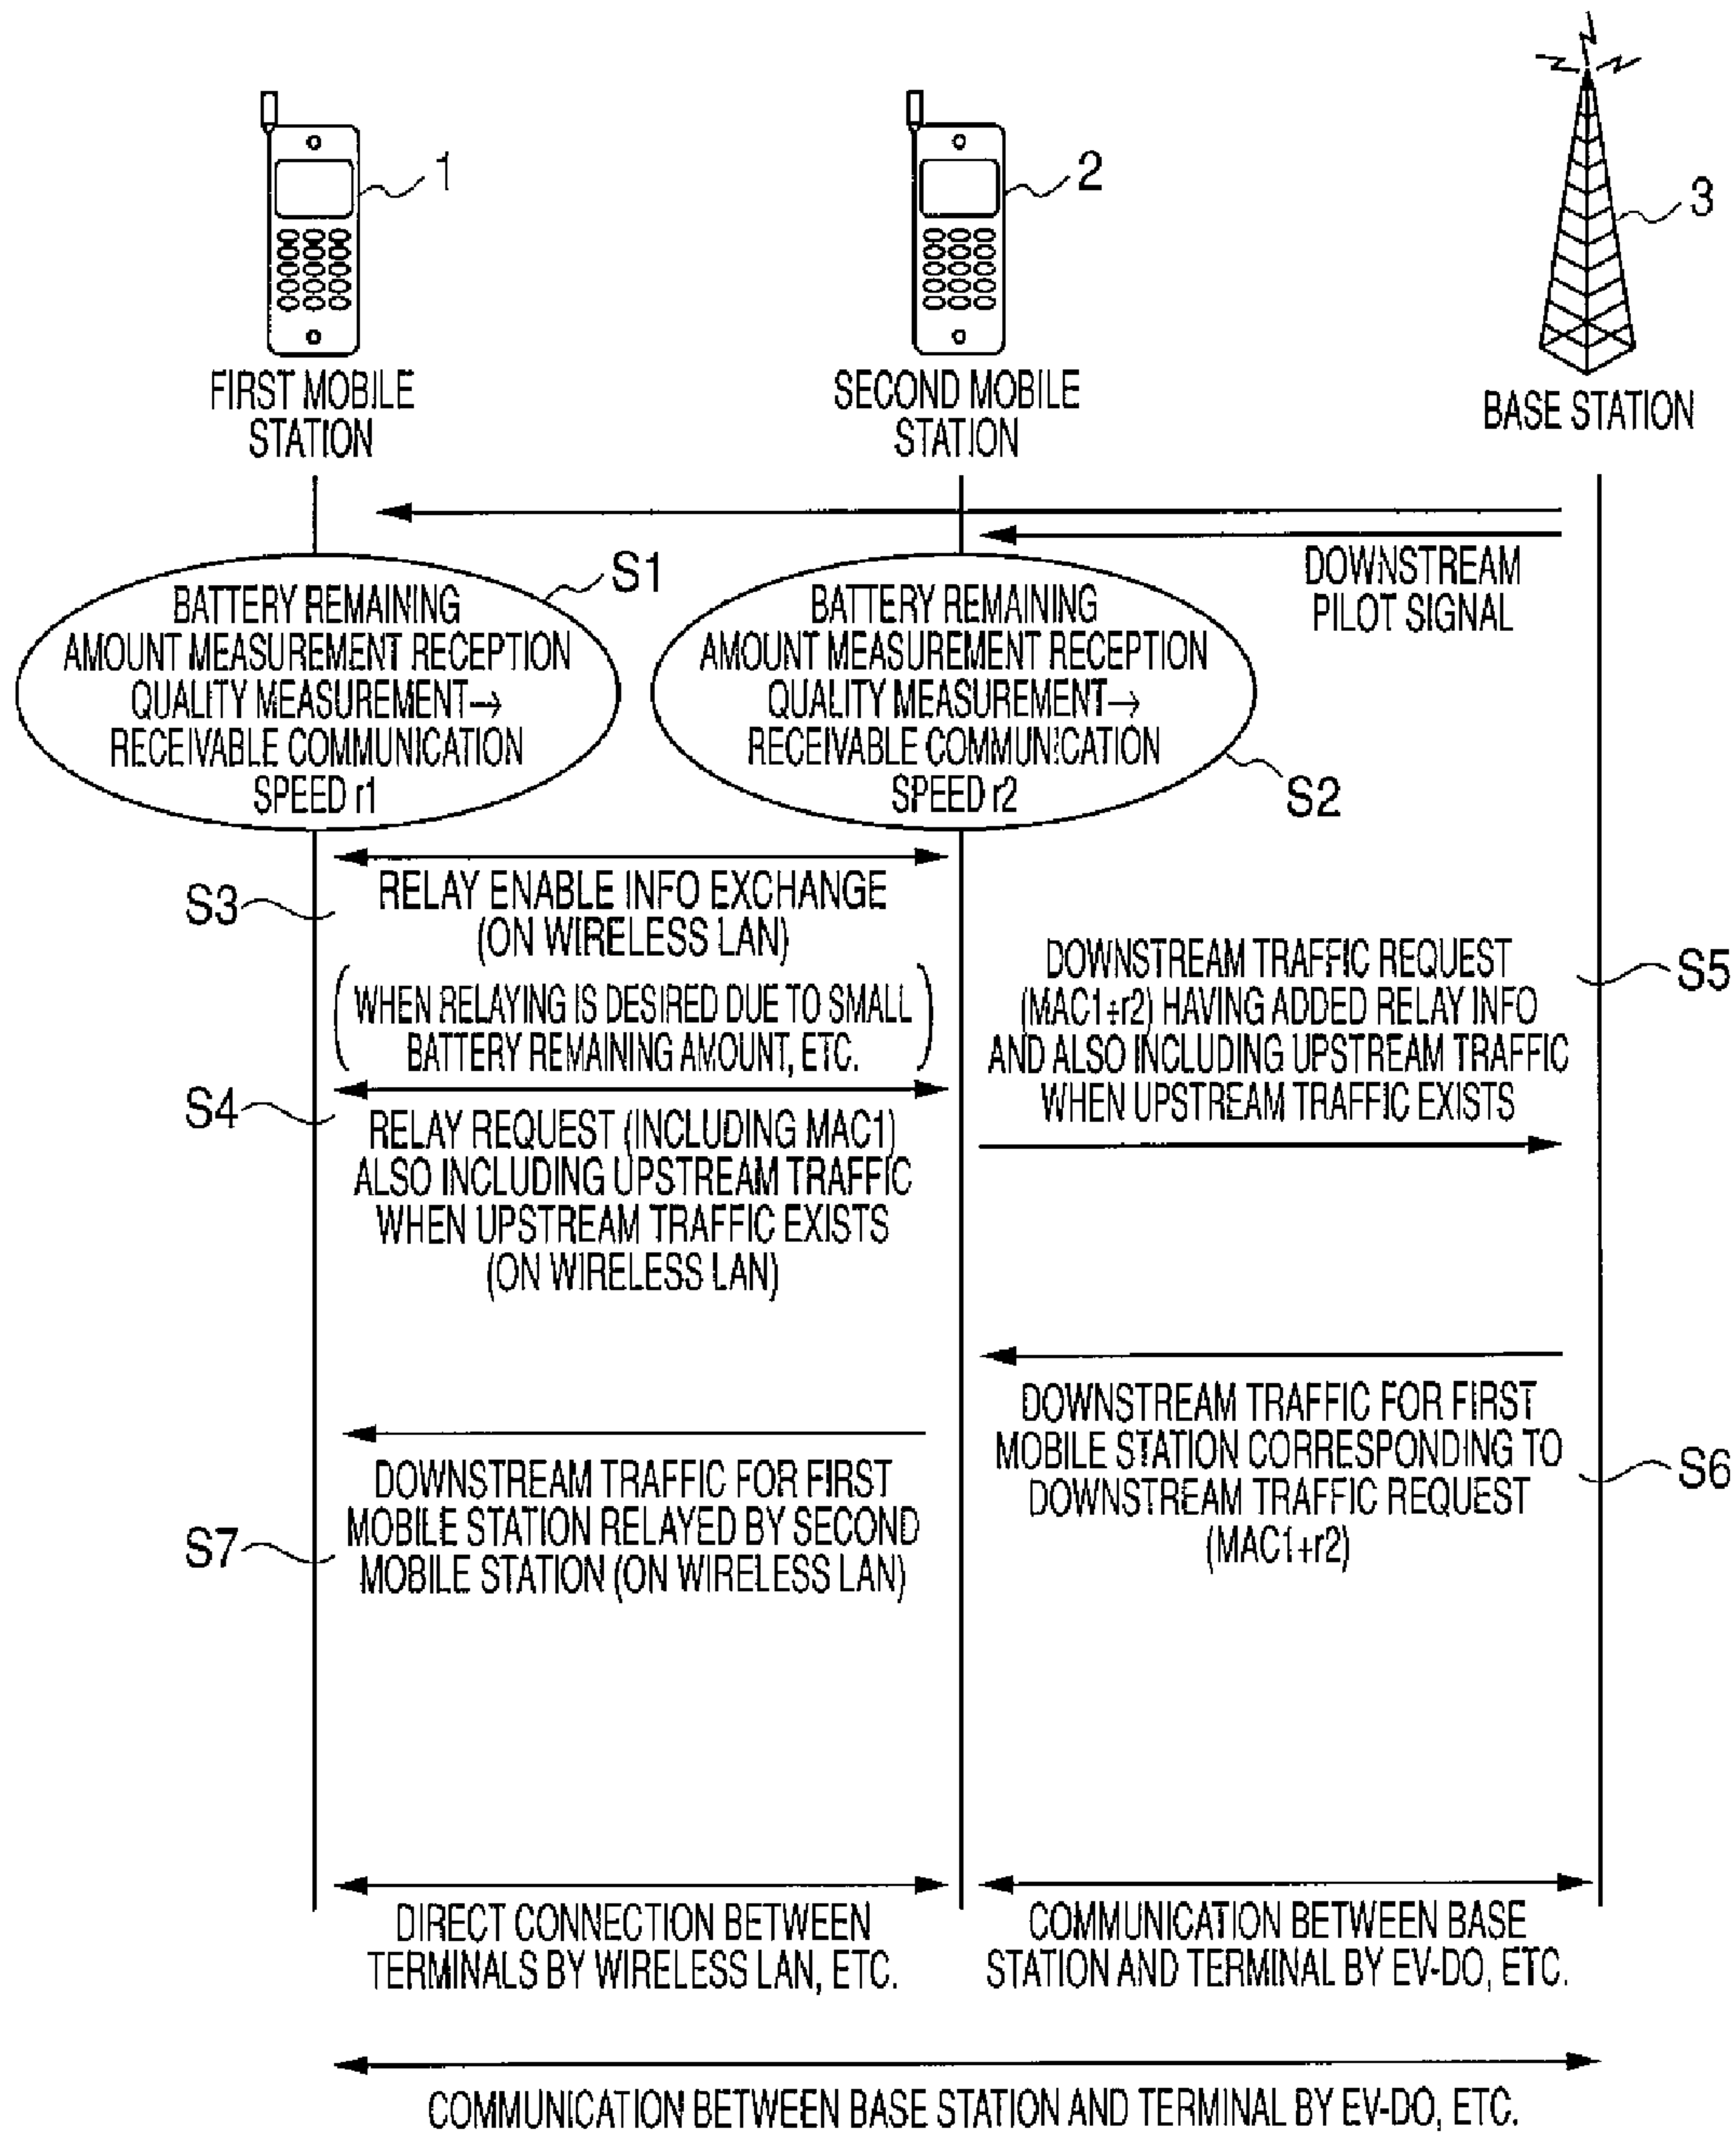 1
2
3
FIRST MOBILE
STATION
SECOND MOBILE
STATION
BASE STATION
DOWNSTREAM
PILOT SIGNAL
S1
BATTERY REMAINING
AMOUNT MEASUREMENT RECEPTION
QUALITY MEASUREMENT→
RECEIVABLE COMMUNICATION
SPEED r1
BATTERY REMAINING
AMOUNT MEASUREMENT RECEPTION
QUALITY MEASUREMENT→
RECEIVABLE COMMUNICATION
SPEED r2
S2
S3
RELAY ENABLE INFO EXCHANGE
(ON WIRELESS LAN)
(WHEN RELAYING IS DESIRED DUE TO SMALL
BATTERY REMAINING AMOUNT, ETC.)
S4
RELAY REQUEST (INCLUDING MAC1)
ALSO INCLUDING UPSTREAM TRAFFIC
WHEN UPSTREAM TRAFFIC EXISTS
(ON WIRELESS LAN)
DOWNSTREAM TRAFFIC REQUEST
(MAC1+r2) HAVING ADDED RELAY INFO
AND ALSO INCLUDING UPSTREAM TRAFFIC
WHEN UPSTREAM TRAFFIC EXISTS
S5
DOWNSTREAM TRAFFIC FOR FIRST
MOBILE STATION CORRESPONDING TO
DOWNSTREAM TRAFFIC REQUEST
(MAC1+r2)
S6
S7
DOWNSTREAM TRAFFIC FOR FIRST
MOBILE STATION RELAYED BY SECOND
MOBILE STATION (ON WIRELESS LAN)
DIRECT CONNECTION BETWEEN
TERMINALS BY WIRELESS LAN, ETC.
COMMUNICATION BETWEEN BASE
STATION AND TERMINAL BY EV-DO, ETC.
COMMUNICATION BETWEEN BASE STATION AND TERMINAL BY EV-DO, ETC.